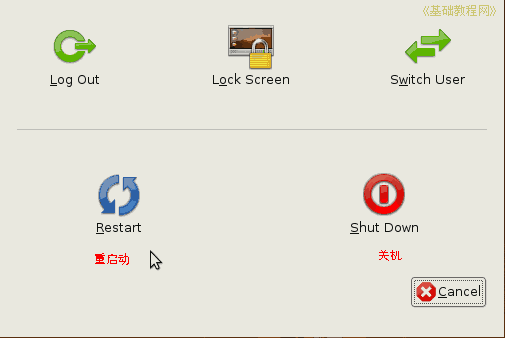 《基础教程网》
Log Out
Lock Screen
Switch User
Restart
Shut Down
重启动
关机
Cancel